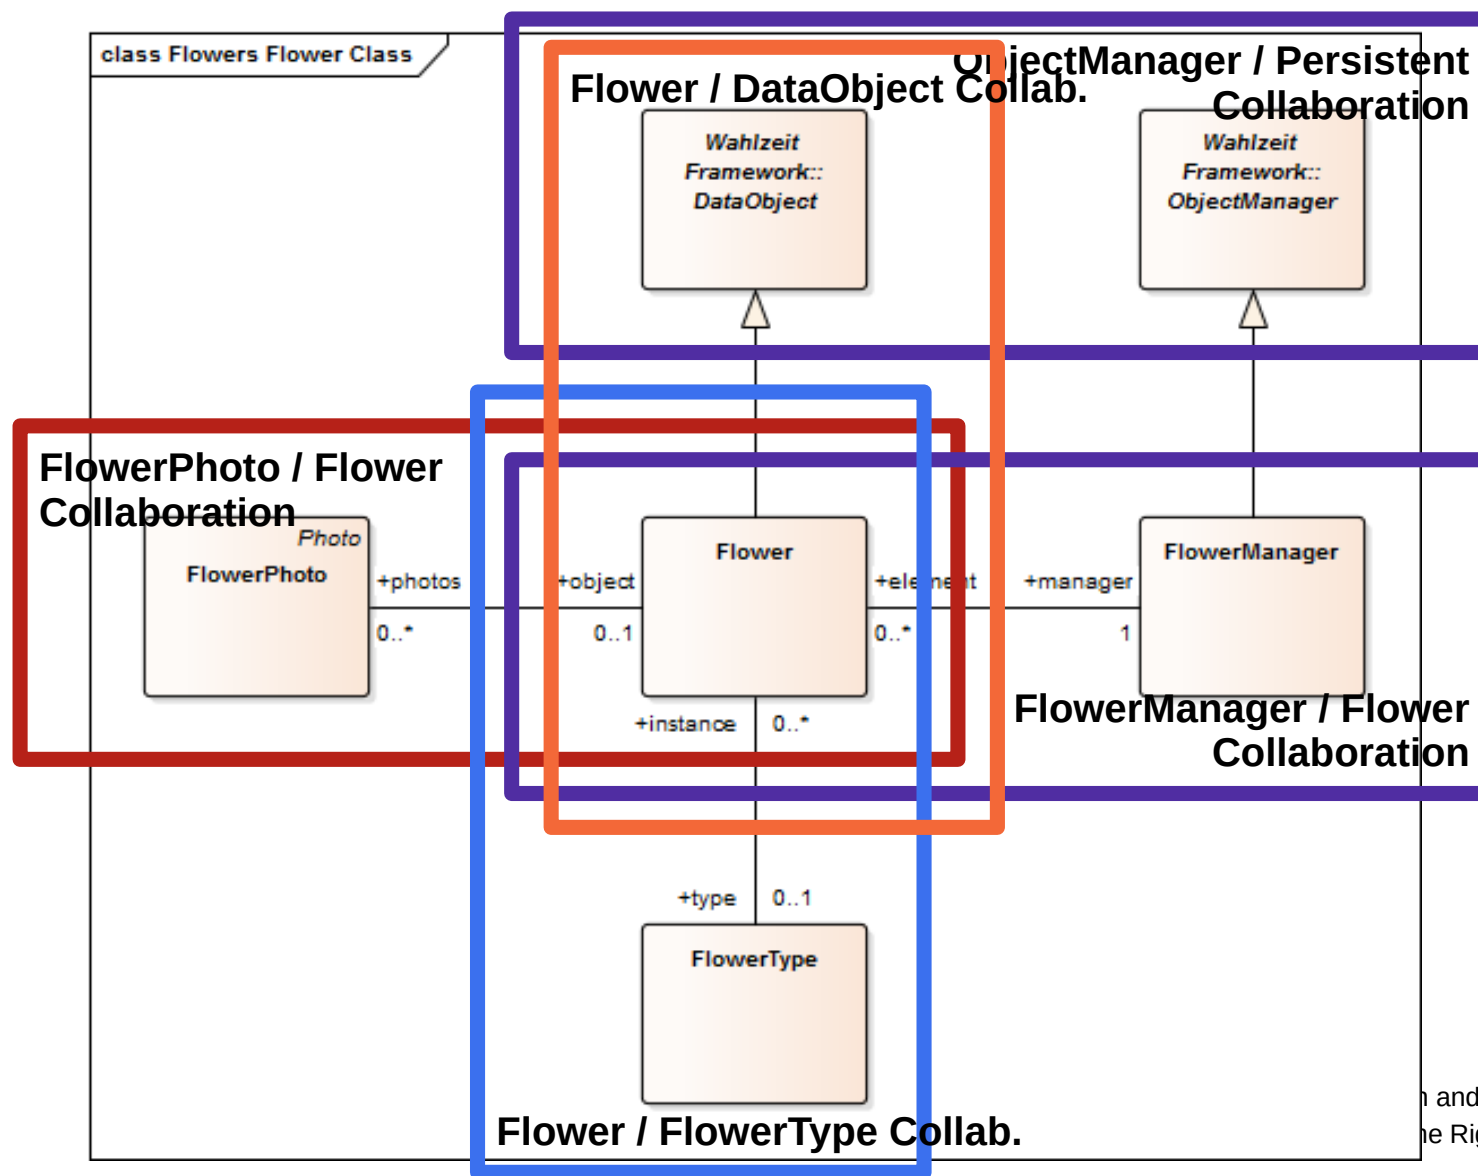 class Flowers Flower Class
ObjectManager / Persistent
Collaboration
Flower / DataObject Collab.
Wahlzeit
Framework::
DataObject
Wahlzeit
Framework::
ObjectManager
FlowerPhoto / Flower
Collaboration
Photo
FlowerPhoto
+photos
0..*
+object
0..1
Flower
+element
0..*
+manager
1
FlowerManager
+instance
0..*
FlowerManager / Flower
Collaboration
+type
0..1
FlowerType
Flower / FlowerType Collab.
and